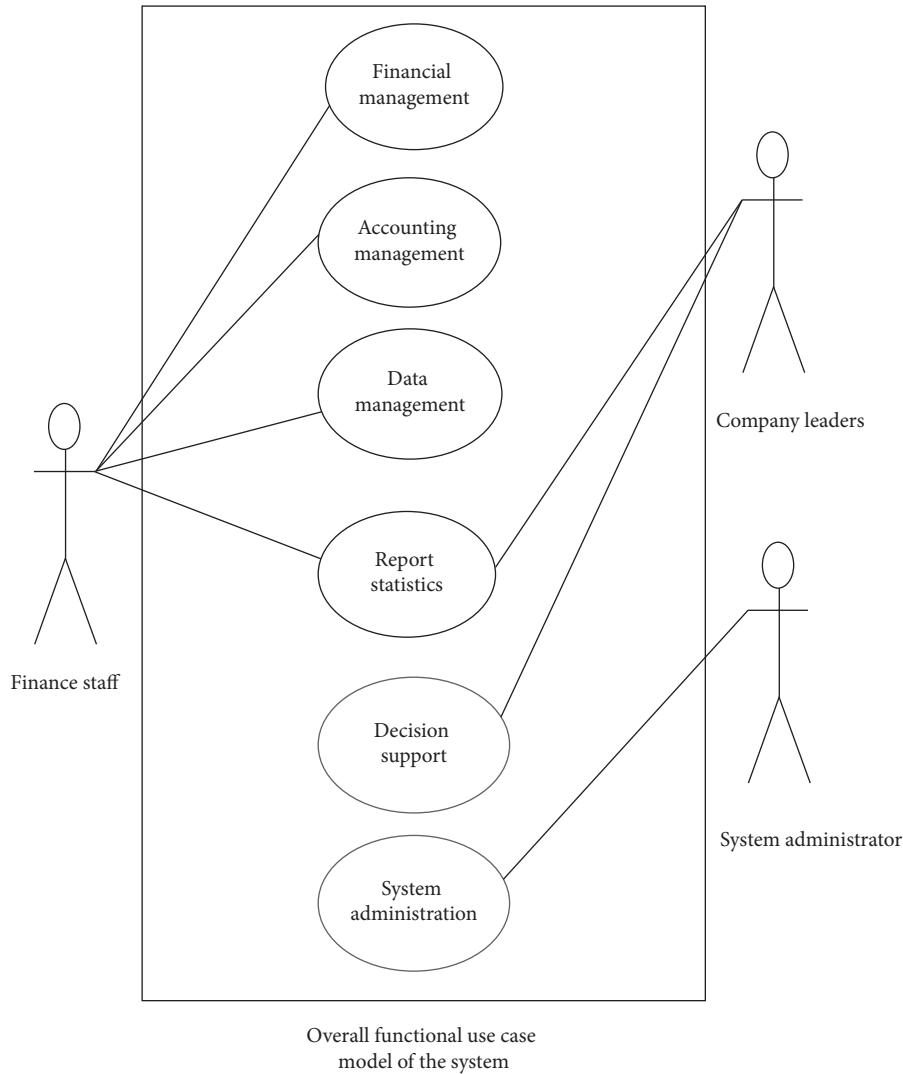 Financial
management
Accounting
management
Data
management
Company leaders
Report
statistics
Finance staff
Decision
support
System administrator
System
administration
Overall functional use case
model of the system